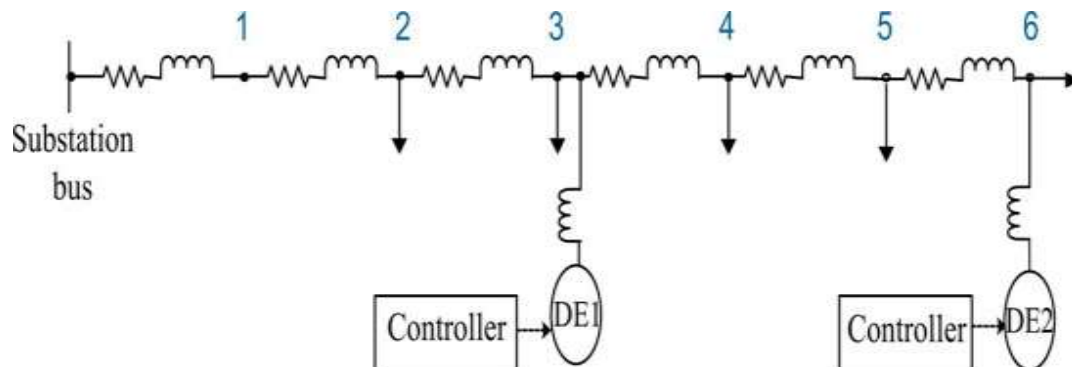 1 2 3 4 5 6
Substation
bus
Controller
DE1
Controller
DE2